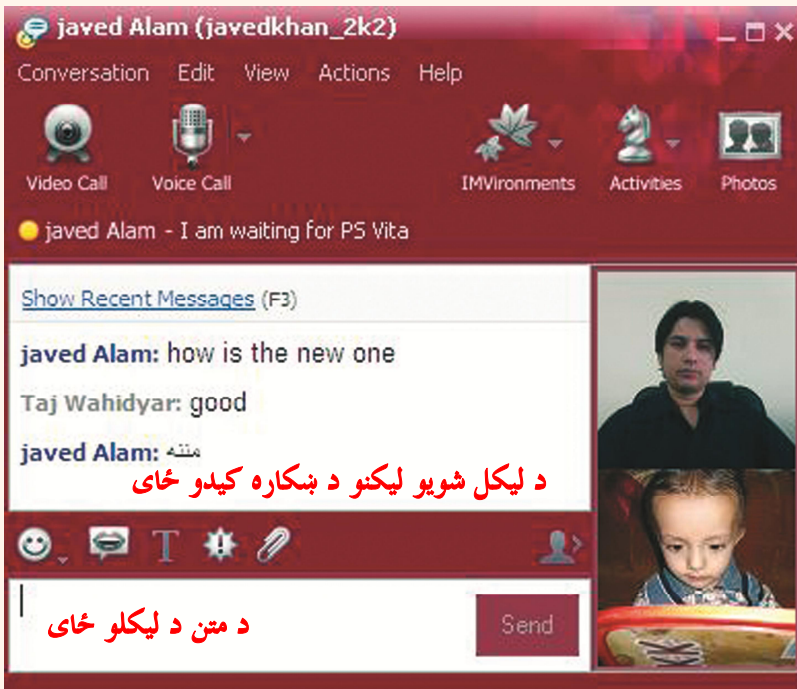 javed Alam (javedkhan_2k2)
Conversation Edit View Actions Help
Video Call Voice Call IMVironments Activities Photos
javed Alam - I am waiting for PS Vita
Show Recent Messages (F3)
javed Alam: how is the new one
Taj Wahidyar: good
javed Alam: مننه
د لیکل شویو لیکنو د ښکاره کیدو ځای
T
د متن د لیکلو ځای
Send